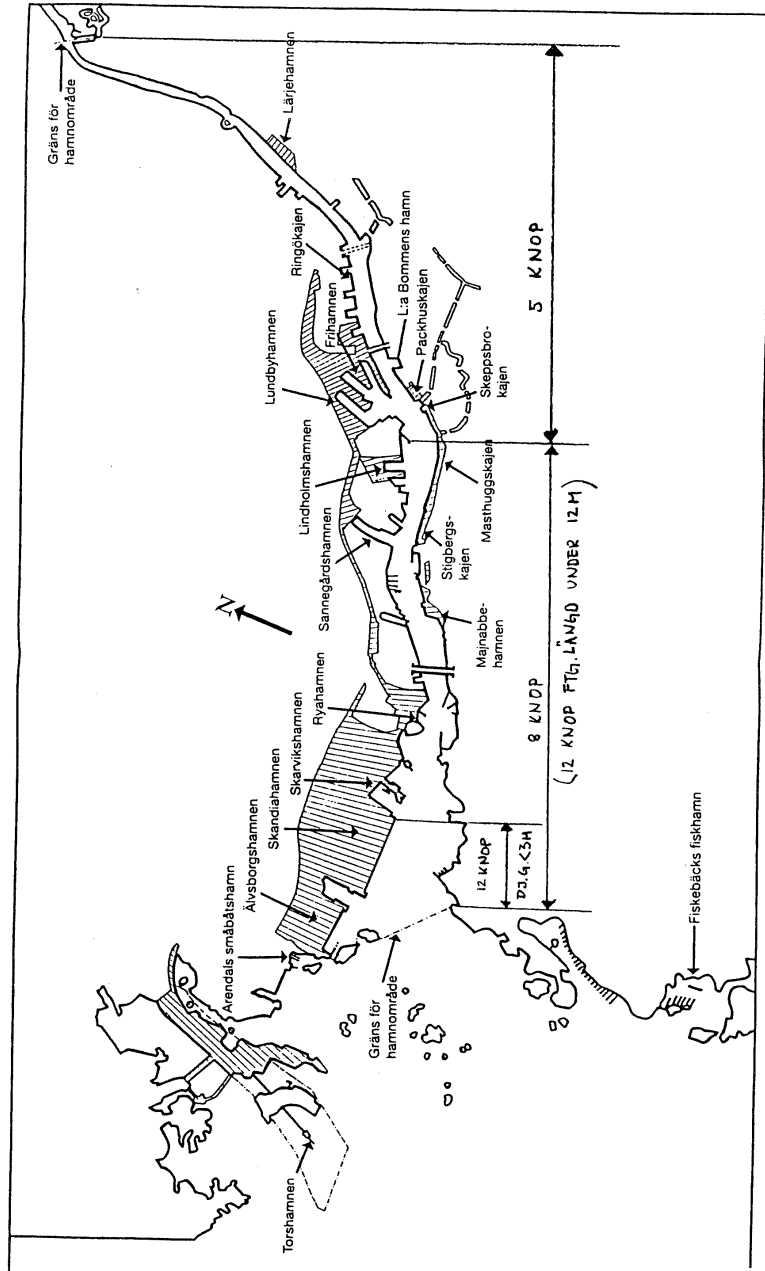 Gräns för
hamnområde
Lärjehamnen
Ringökajen
Frihamnen
Lundbyhamnen
L:a Bommens hamn
Packhuskajen
Skeppsbro-
kajen
Lindholmshamnen
Masthuggskajen
Sannegårdshamnen
Stigbergs-
kajen
Majnabbe-
hamnen
N
Ryahamnen
Skarvikshamnen
Skandiahamnen
Älvsborgshamnen
Arendals småbåtshamn
Gräns för
hamnområde
Torshamnen
Fiskebäcks fiskhamn
5 KNOP
8 KNOP
(12 KNOP FTG. LÄNGD UNDER 12M)
12 KNOP
DJ.G.<3M